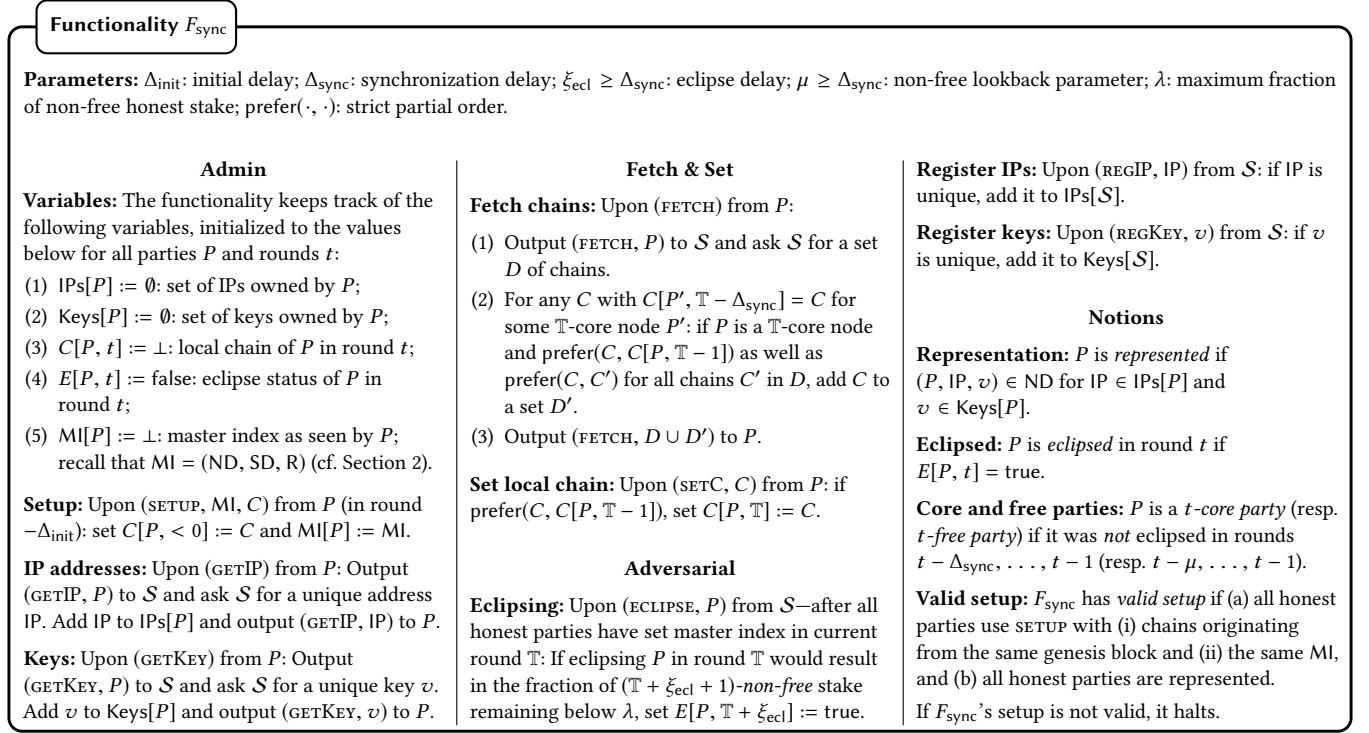 Functionality F_sync
Parameters: Δ_init: initial delay; Δ_sync: synchronization delay; ξ_ecl ≥ Δ_sync: eclipse delay; μ ≥ Δ_sync: non-free lookback parameter; λ: maximum fraction
of non-free honest stake; prefer(·, ·): strict partial order.
Admin
Variables: The functionality keeps track of the
following variables, initialized to the values
below for all parties P and rounds t:
(1) IPs[P] := ∅: set of IPs owned by P;
(2) Keys[P] := ∅: set of keys owned by P;
(3) C[P, t] := ⊥: local chain of P in round t;
(4) E[P, t] := false: eclipse status of P in
round t;
(5) MI[P] := ⊥: master index as seen by P;
recall that MI = (ND, SD, R) (cf. Section 2).
Setup: Upon (SETUP, MI, C) from P (in round
−Δ_init): set C[P, < 0] := C and MI[P] := MI.
IP addresses: Upon (GETIP) from P: Output
(GETIP, P) to S and ask S for a unique address
IP. Add IP to IPs[P] and output (GETIP, IP) to P.
Keys: Upon (GETKEY) from P: Output
(GETKEY, P) to S and ask S for a unique key v.
Add v to Keys[P] and output (GETKEY, v) to P.
Fetch & Set
Fetch chains: Upon (FETCH) from P:
(1) Output (FETCH, P) to S and ask S for a set
D of chains.
(2) For any C with C[P′, 𝕋 − Δ_sync] = C for
some 𝕋-core node P′: if P is a 𝕋-core node
and prefer(C, C[P, 𝕋 − 1]) as well as
prefer(C, C′) for all chains C′ in D, add C to
a set D′.
(3) Output (FETCH, D ∪ D′) to P.
Set local chain: Upon (SETC, C) from P: if
prefer(C, C[P, 𝕋 − 1]), set C[P, 𝕋] := C.
Adversarial
Eclipsing: Upon (ECLIPSE, P) from S—after all
honest parties have set master index in current
round 𝕋: If eclipsing P in round 𝕋 would result
in the fraction of (𝕋 + ξ_ecl + 1)-non-free stake
remaining below λ, set E[P, 𝕋 + ξ_ecl] := true.
Register IPs: Upon (REGIP, IP) from S: if IP is
unique, add it to IPs[S].
Register keys: Upon (REGKEY, v) from S: if v
is unique, add it to Keys[S].
Notions
Representation: P is represented if
(P, IP, v) ∈ ND for IP ∈ IPs[P] and
v ∈ Keys[P].
Eclipsed: P is eclipsed in round t if
E[P, t] = true.
Core and free parties: P is a t-core party (resp.
t-free party) if it was not eclipsed in rounds
t − Δ_sync, . . . , t − 1 (resp. t − μ, . . . , t − 1).
Valid setup: F_sync has valid setup if (a) all honest
parties use SETUP with (i) chains originating
from the same genesis block and (ii) the same MI,
and (b) all honest parties are represented.
If F_sync's setup is not valid, it halts.